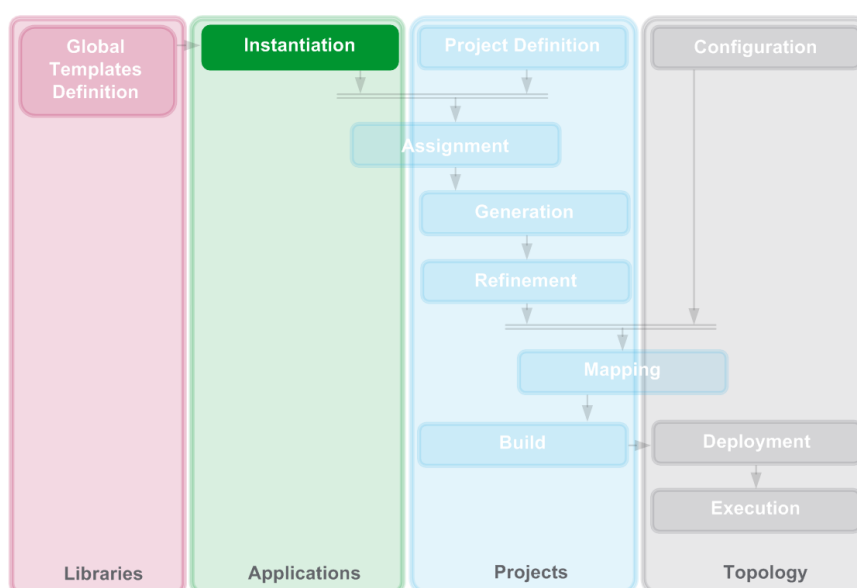 Global
Templates
Definition
Instantiation
Project Definition
Configuration
Assignment
Generation
Refinement
Mapping
Build
Deployment
Execution
Libraries
Applications
Projects
Topology